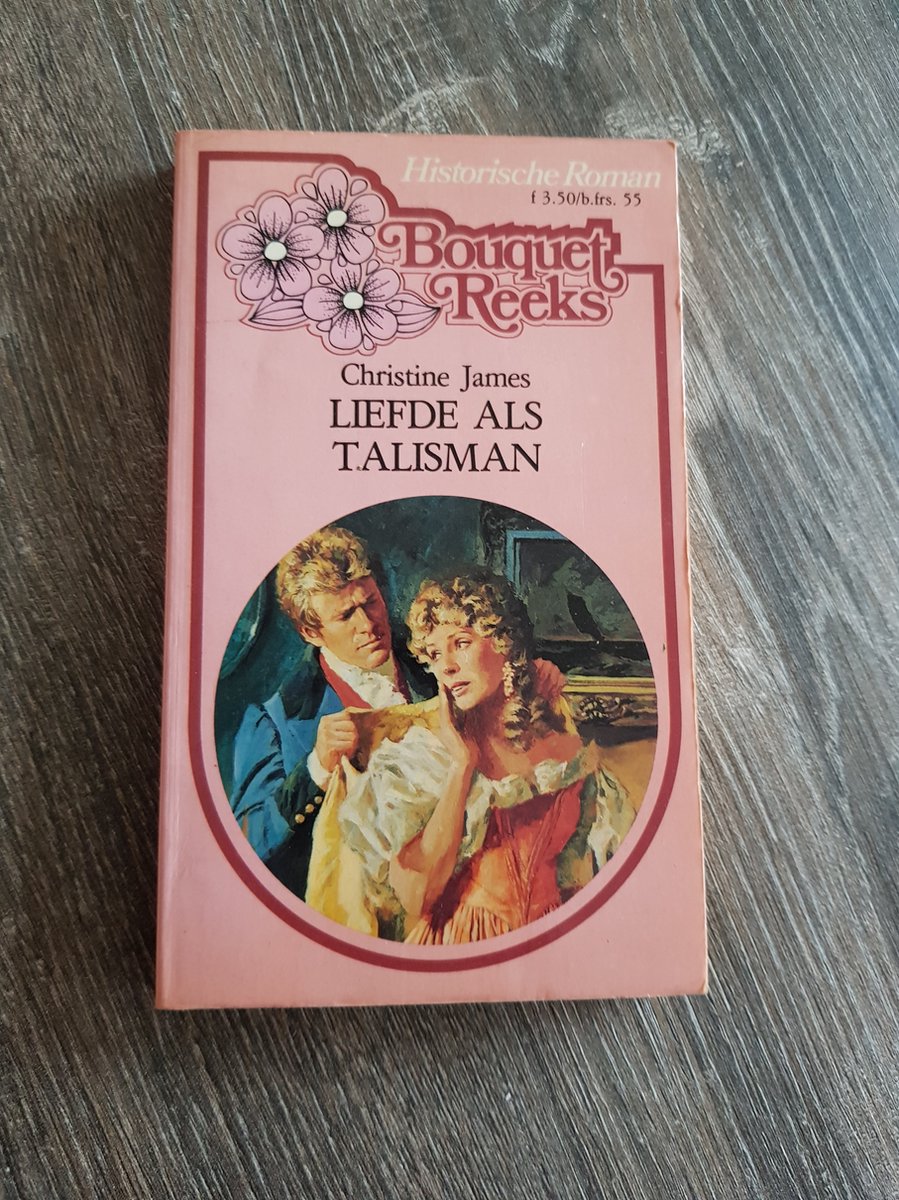 Historische Roman
f 3.50/b.frs. 55
Bouquet
Reeks
Christine James
LIEFDE ALS
TALISMAN